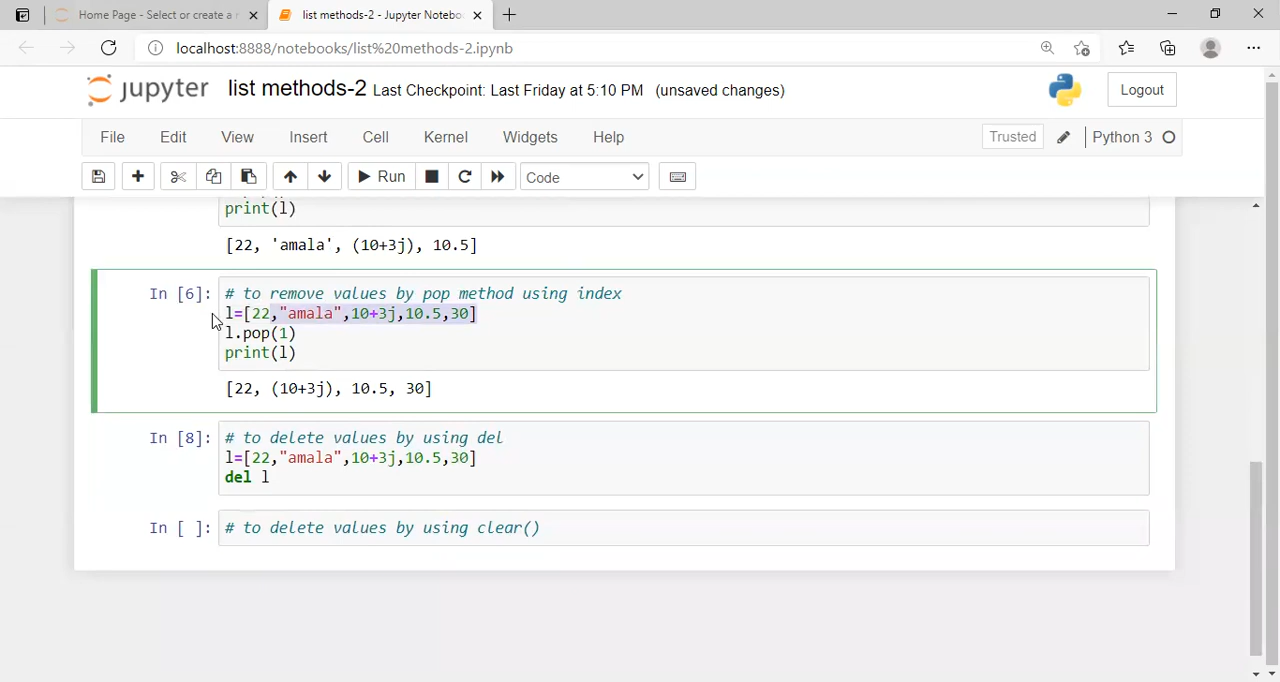 Home Page - Select or create a n
list methods-2 - Jupyter Notebo
localhost:8888/notebooks/list%20methods-2.ipynb
jupyter list methods-2 Last Checkpoint: Last Friday at 5:10 PM (unsaved changes)
Logout
File Edit View Insert Cell Kernel Widgets Help
Trusted
Python 3
Run
Code
print(l)
[22, 'amala', (10+3j), 10.5]
In [6]: # to remove values by pop method using index
l=[22,"amala",10+3j,10.5,30]
l.pop(1)
print(l)
[22, (10+3j), 10.5, 30]
In [8]: # to delete values by using del
l=[22,"amala",10+3j,10.5,30]
del l
In [ ]: # to delete values by using clear()